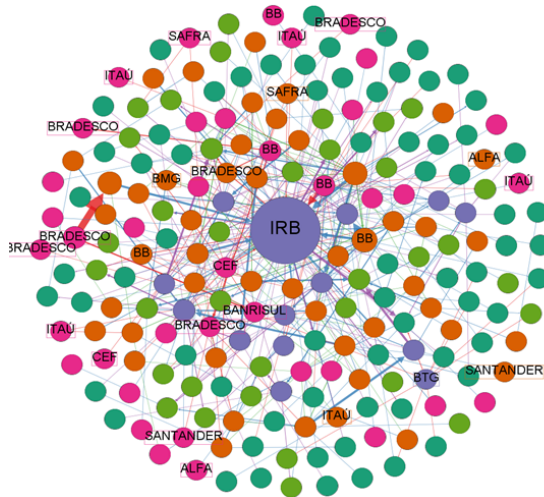 BB
BRADESCO
SAFRA
ITAÚ
ITAÚ
SAFRA
BRADESCO
BB
ALFA
BMG
BRADESCO
BB
ITAÚ
IRB
BRADESCO
BB
BRADESCO
BB
CEF
BANRISUL
BRADESCO
ITAÚ
CEF
SANTANDER
BTG
ITAÚ
SANTANDER
ALFA